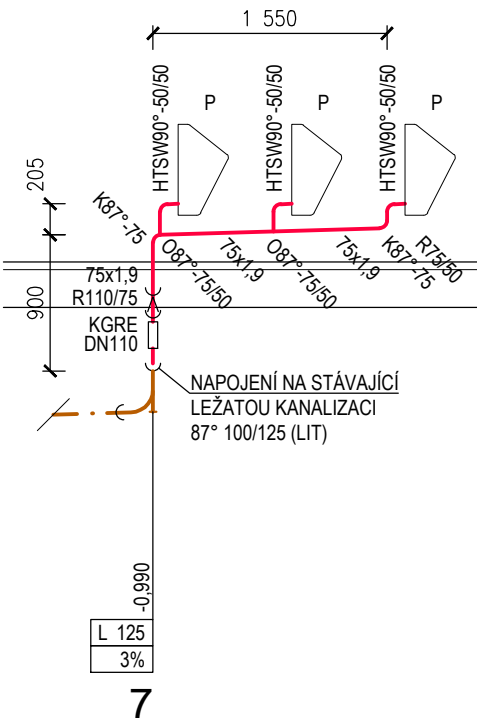 1 550
HTSW90°-50/50
P
HTSW90°-50/50
P
HTSW90°-50/50
P
205
K87°-75
O87°-75/50
75x1,9
O87°-75/50
75x1,9
K87°-75
R75/50
900
75x1,9
R110/75
KGRE
DN110
NAPOJENÍ NA STÁVAJÍCÍ
LEŽATOU KANALIZACI
87° 100/125 (LIT)
-0,990
L 125
3%
7